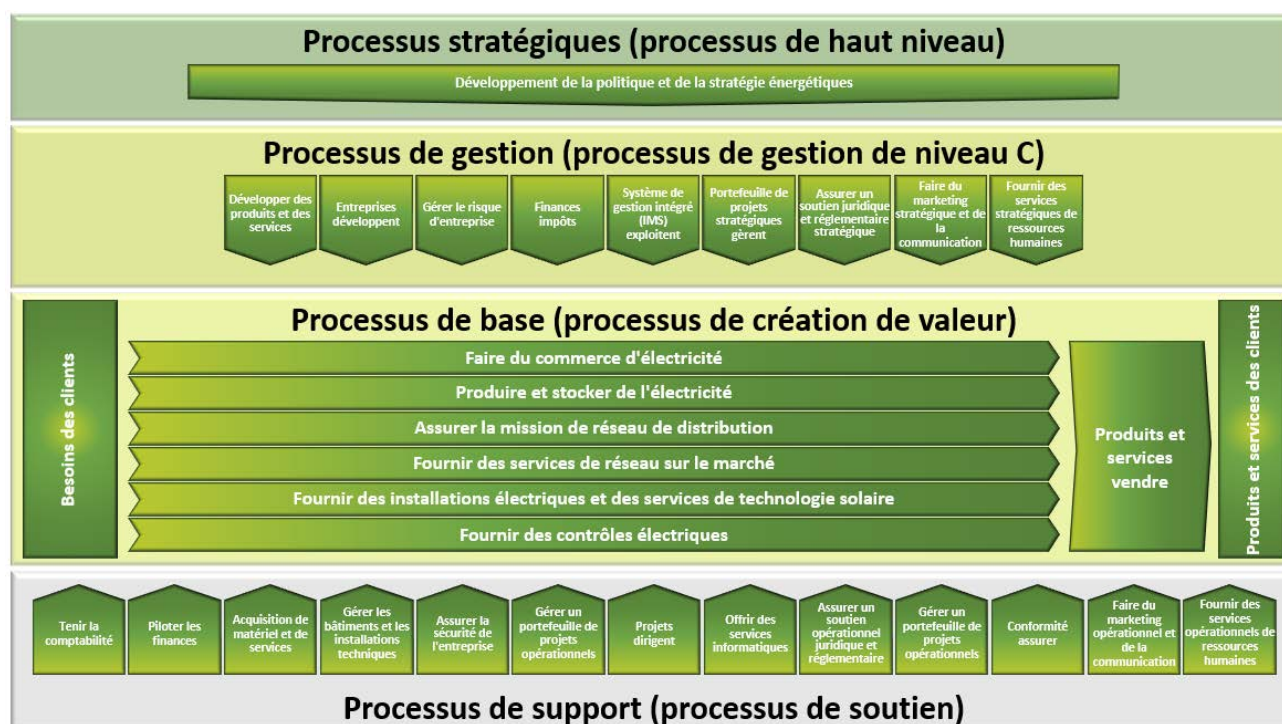 Processus stratégiques (processus de haut niveau)
Développement de la politique et de la stratégie énergétiques
Processus de gestion (processus de gestion de niveau C)
Développer des
produits et des
services
Entreprises
développent
Gérer le risque
d'entreprise
Finances
impôts
Système de
gestion intégré
(IMS)
exploitent
Portefeuille de
projets
stratégiques
gèrent
Assurer un
soutien juridique
et réglementaire
stratégique
Faire du
marketing
stratégique et de
la
communication
Fournir des
services
stratégiques de
ressources
humaines
Processus de base (processus de création de valeur)
Besoins des clients
Faire du commerce d'électricité
Produire et stocker de l'électricité
Assurer la mission de réseau de distribution
Fournir des services de réseau sur le marché
Fournir des installations électriques et des services de technologie solaire
Fournir des contrôles électriques
Produits et
services
vendre
Produits et services des clients
Tenir la
comptabilité
Piloter les
finances
Acquisition de
matériel et de
services
Gérer les
bâtiments et les
installations
techniques
Assurer la
sécurité de
l'entreprise
Gérer un
portefeuille de
projets
opérationnels
Projets
dirigent
Offrir des
services
informatiques
Assurer un
soutien
opérationnel
juridique et
réglementaire
Gérer un
portefeuille de
projets
opérationnels
Conformité
assurer
Faire du
marketing
opérationnel et
de la
communication
Fournir des
services
opérationnels de
ressources
humaines
Processus de support (processus de soutien)